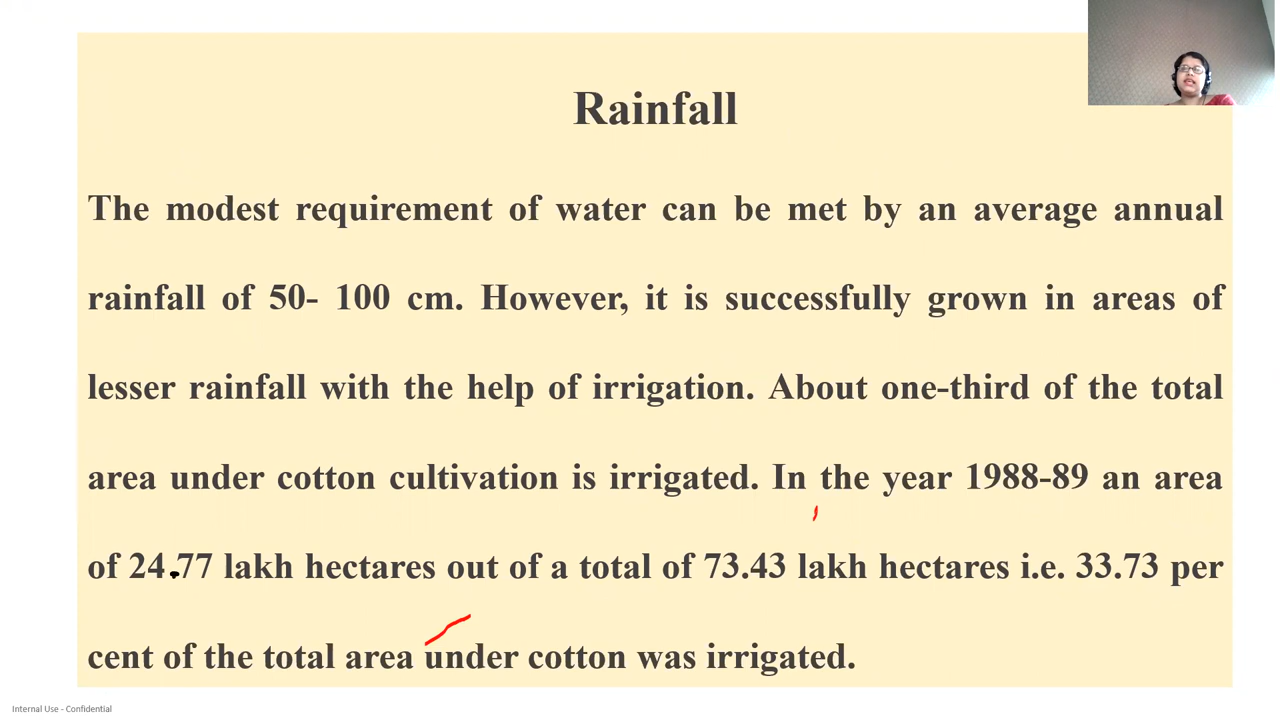 Rainfall
The modest requirement of water can be met by an average annual
rainfall of 50- 100 cm. However, it is successfully grown in areas of
lesser rainfall with the help of irrigation. About one-third of the total
area under cotton cultivation is irrigated. In the year 1988-89 an area
of 24.77 lakh hectares out of a total of 73.43 lakh hectares i.e. 33.73 per
cent of the total area under cotton was irrigated.
Internal Use - Confidential